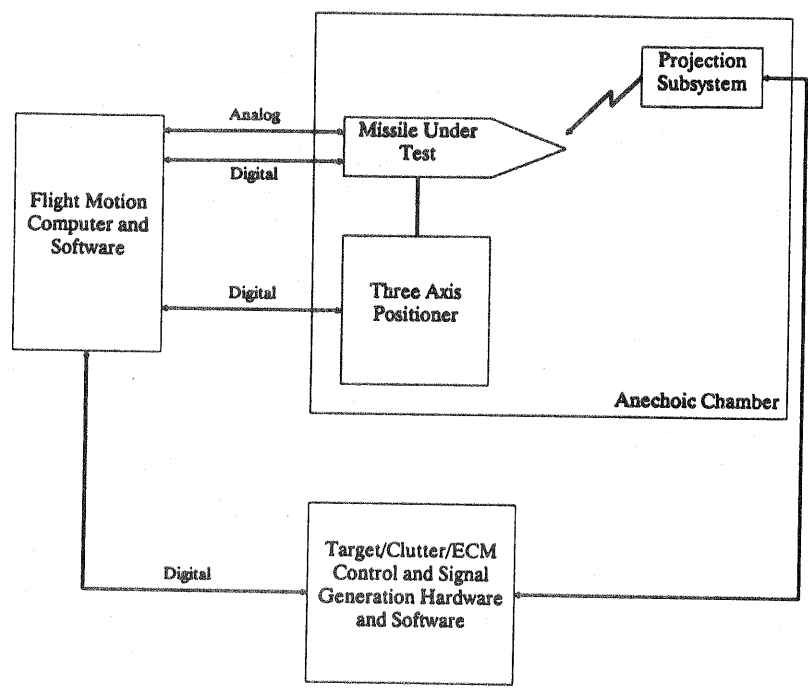 Projection
Subsystem
Analog
Missile Under
Test
Digital
Flight Motion
Computer and
Software
Digital
Three Axis
Positioner
Anechoic Chamber
Target/Clutter/ECM
Control and Signal
Generation Hardware
and Software
Digital